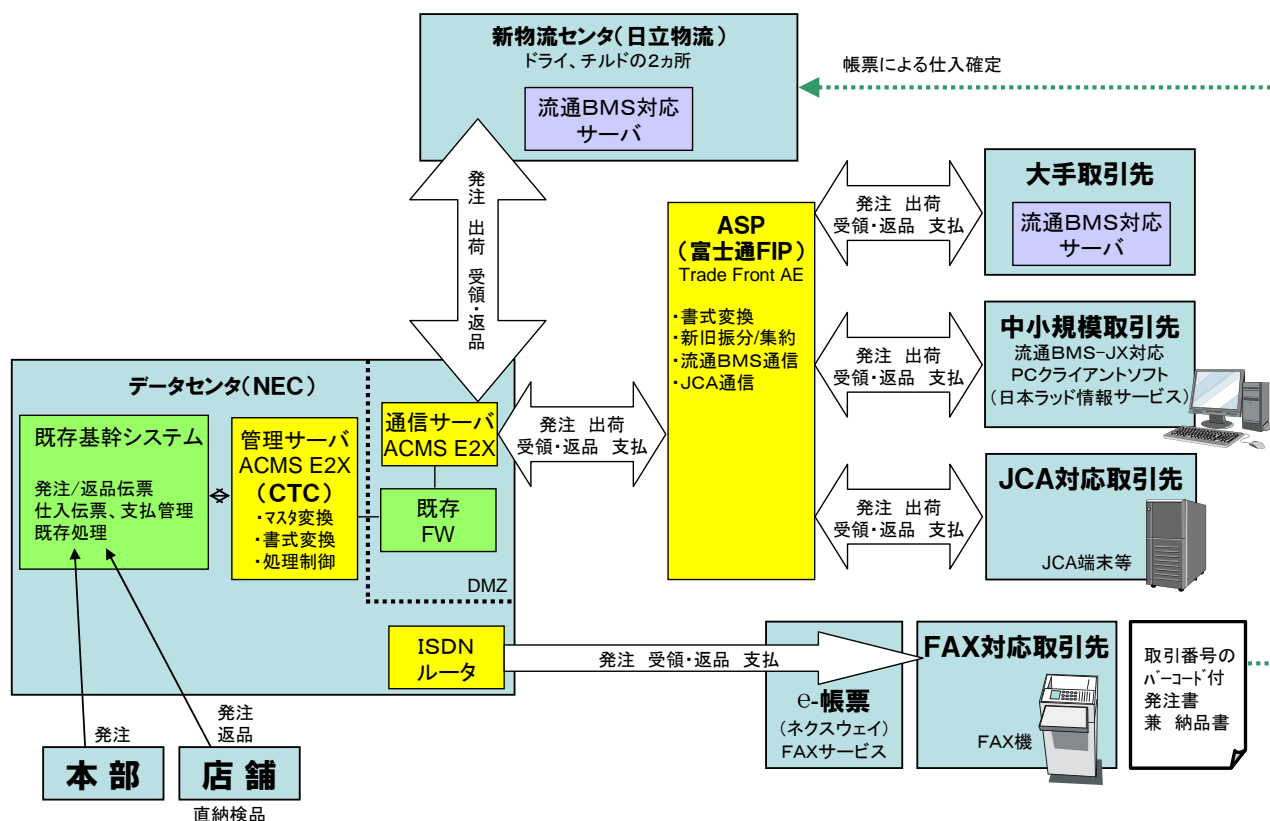 新物流センタ(日立物流)
ドライ、チルドの2ヵ所
流通BMS対応
サーバ
帳票による仕入確定
発注 出荷 受領・返品
大手取引先
流通BMS対応
サーバ
発注 出荷
受領・返品 支払
ASP
(富士通FIP)
Trade Front AE
・書式変換
・新旧振分/集約
・流通BMS通信
・JCA通信
中小規模取引先
流通BMS-JX対応
PCクライアントソフト
(日本ラッド情報サービス)
発注 出荷
受領・返品 支払
JCA対応取引先
JCA端末等
発注 出荷
受領・返品 支払
データセンタ(NEC)
既存基幹システム
発注/返品伝票
仕入伝票、支払管理
既存処理
管理サーバ
ACMS E2X
(CTC)
・マスタ変換
・書式変換
・処理制御
通信サーバ
ACMS E2X
既存
FW
DMZ
発注 出荷
受領・返品 支払
ISDN
ルータ
発注 受領・返品 支払
e-帳票
(ネクスウェイ)
FAXサービス
FAX対応取引先
FAX機
取引番号の
バーコード付
発注書
兼 納品書
発注
発注
返品
本部
店舗
直納検品